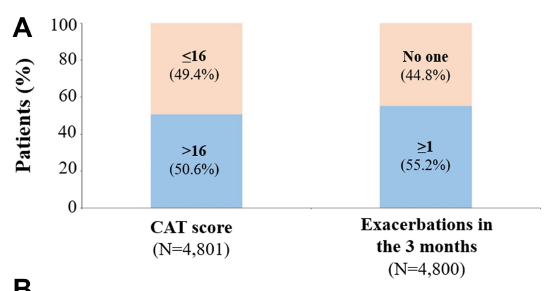 A
Patients (%)
100
80
60
40
20
0
≤16
(49.4%)
>16
(50.6%)
No one
(44.8%)
≥1
(55.2%)
CAT score
(N=4,801)
Exacerbations in
the 3 months
(N=4,800)
B